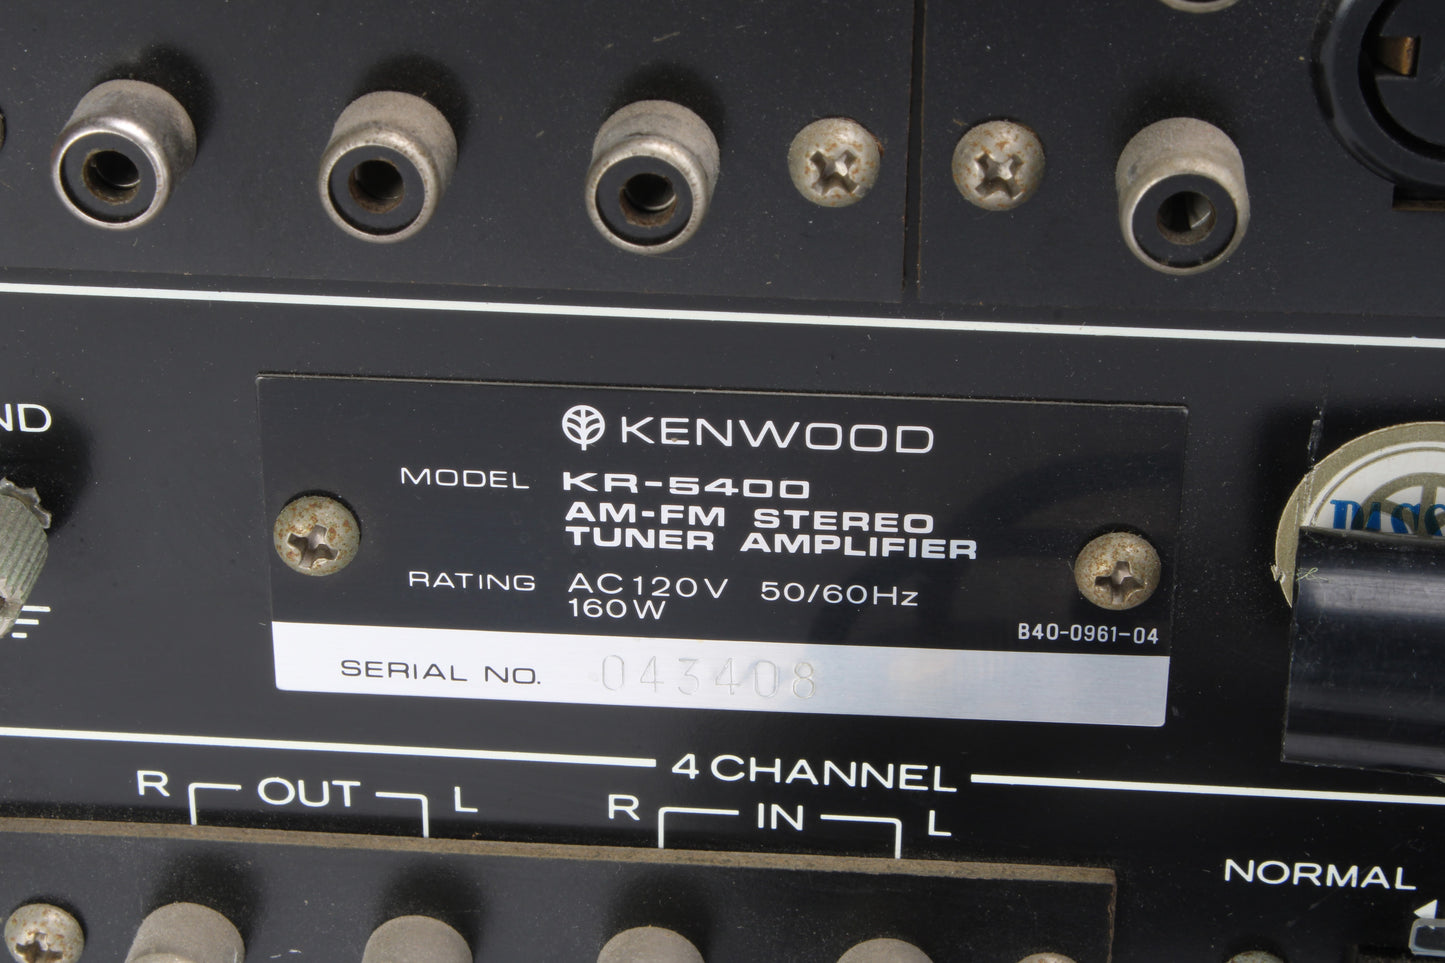 ND
KENWOOD
MODEL KR-5400
AM-FM STEREO
TUNER AMPLIFIER
RATING AC120V 50/60Hz
160W
B40-0961-04
SERIAL NO. 043408
4 CHANNEL
R OUT L
R IN L
NORMAL